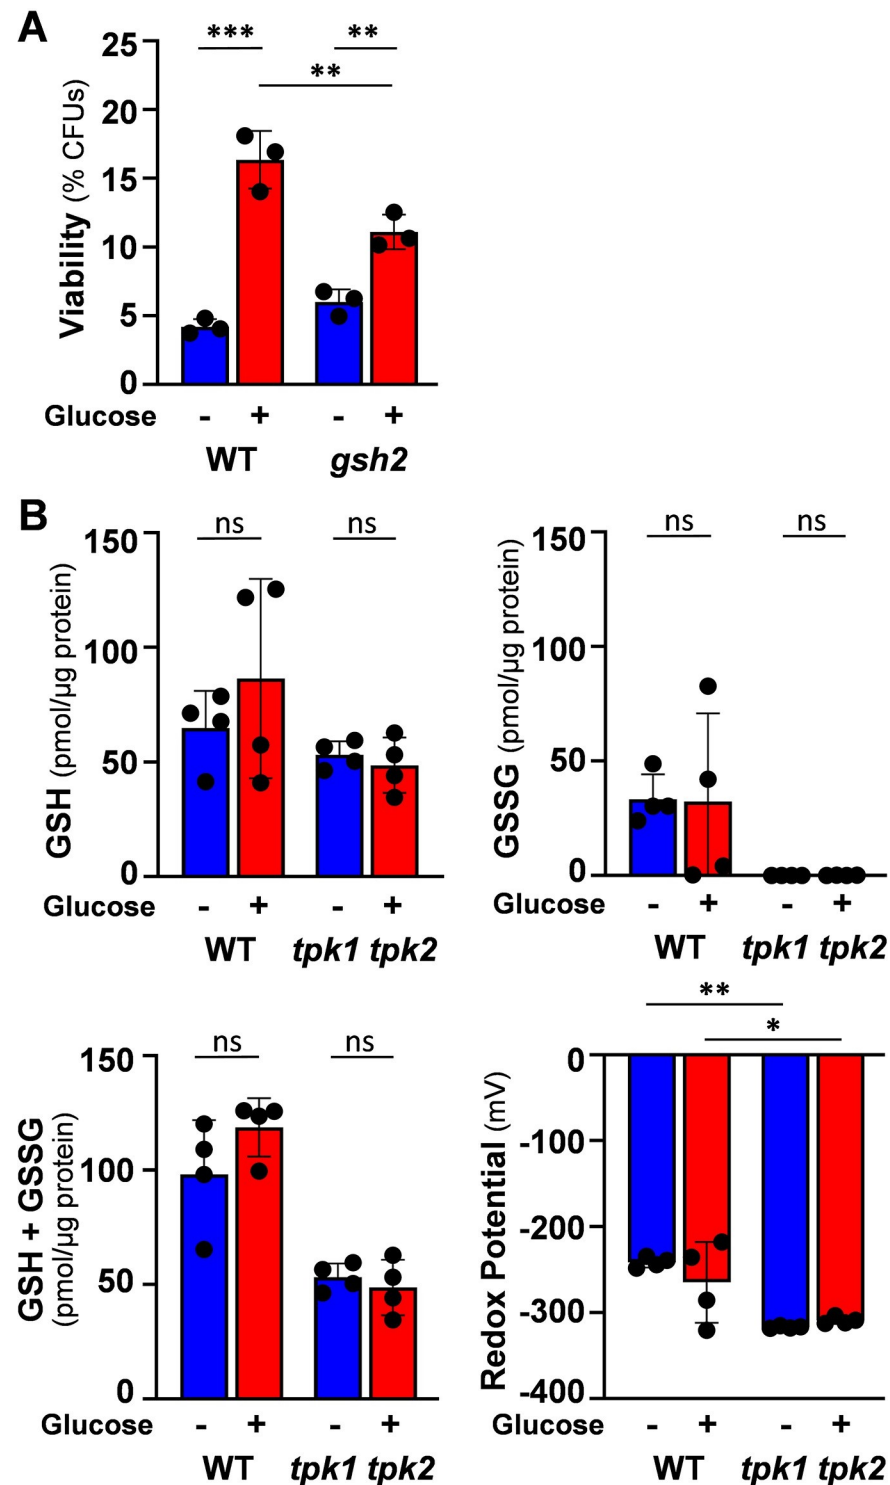 A
*** **
**
Viability (% CFUs)
25
20
15
10
5
0
Glucose - + - +
WT gsh2
B
ns ns
GSH (pmol/µg protein)
150
100
50
0
Glucose - + - +
WT tpk1 tpk2
ns ns
GSSG (pmol/µg protein)
150
100
50
0
Glucose - + - +
WT tpk1 tpk2
ns ns
GSH + GSSG
(pmol/µg protein)
150
100
50
0
Glucose - + - +
WT tpk1 tpk2
**
*
Redox Potential (mV)
0
-100
-200
-300
-400
Glucose - + - +
WT tpk1 tpk2